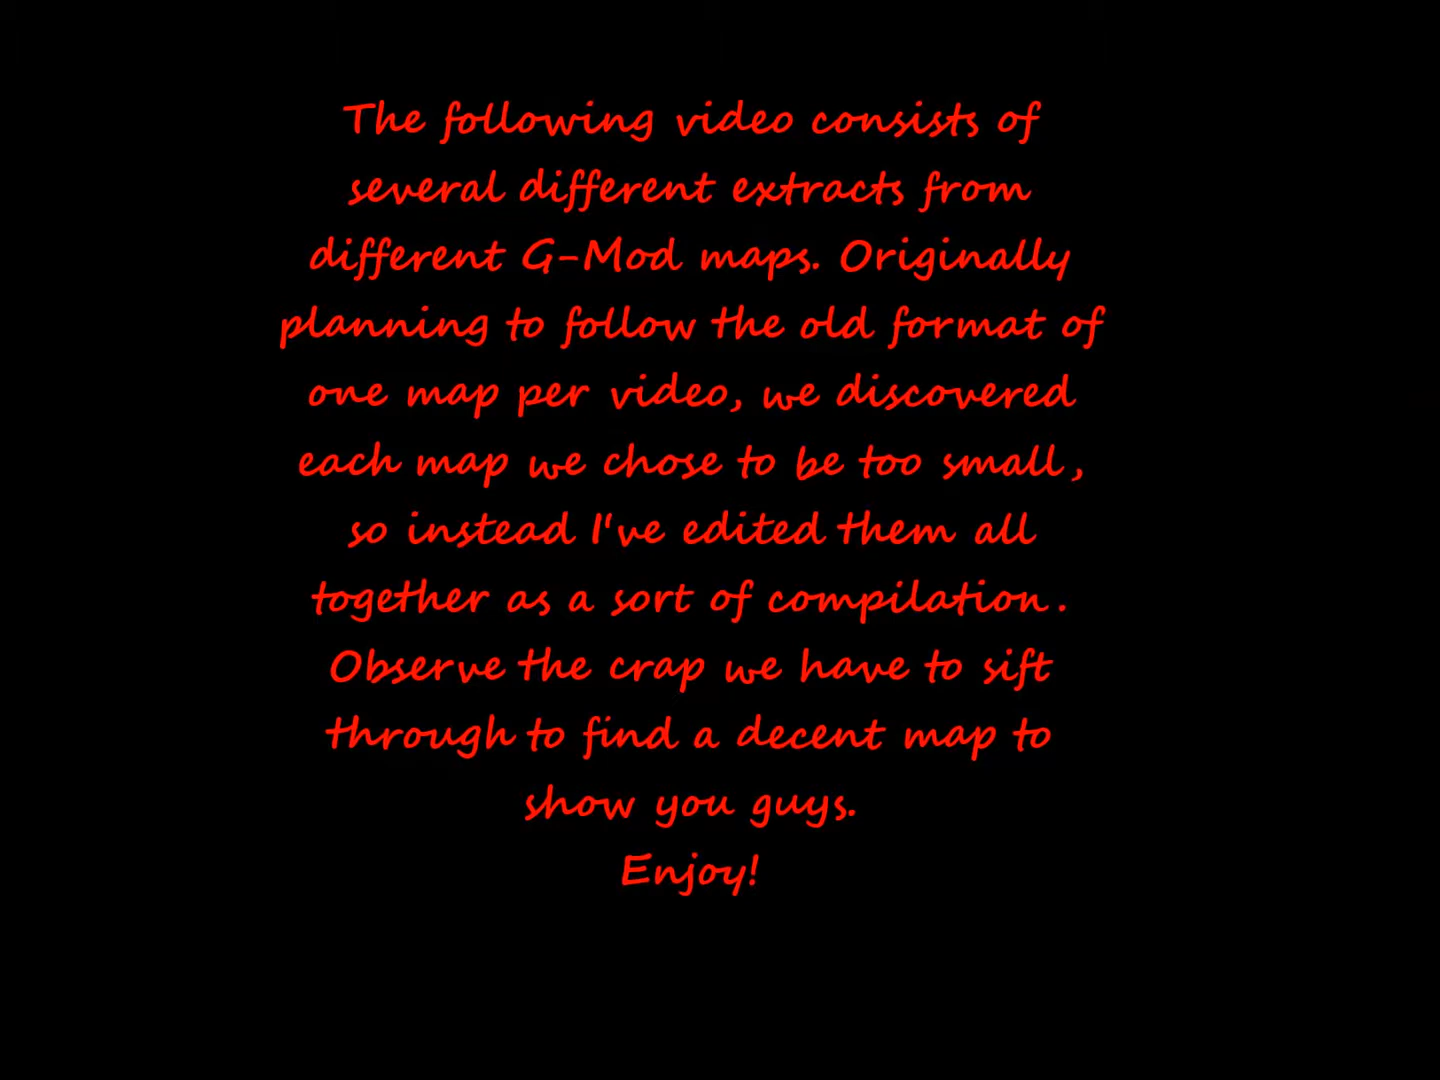 The following video consists of
several different extracts from
different G-Mod maps. Originally
planning to follow the old format of
one map per video, we discovered
each map we chose to be too small,
so instead I've edited them all
together as a sort of compilation.
Observe the crap we have to sift
through to find a decent map to
show you guys.
Enjoy!